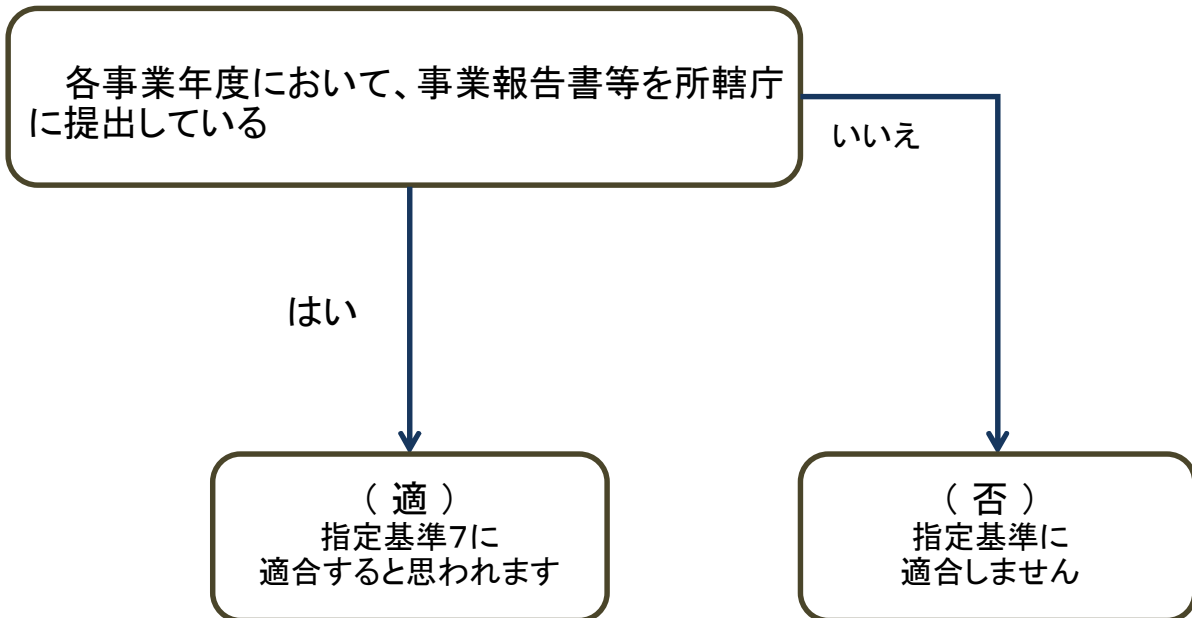 各事業年度において、事業報告書等を所轄庁
に提出している
いいえ
はい
（ 適 ）
指定基準７に
適合すると思われます
（ 否 ）
指定基準に
適合しません